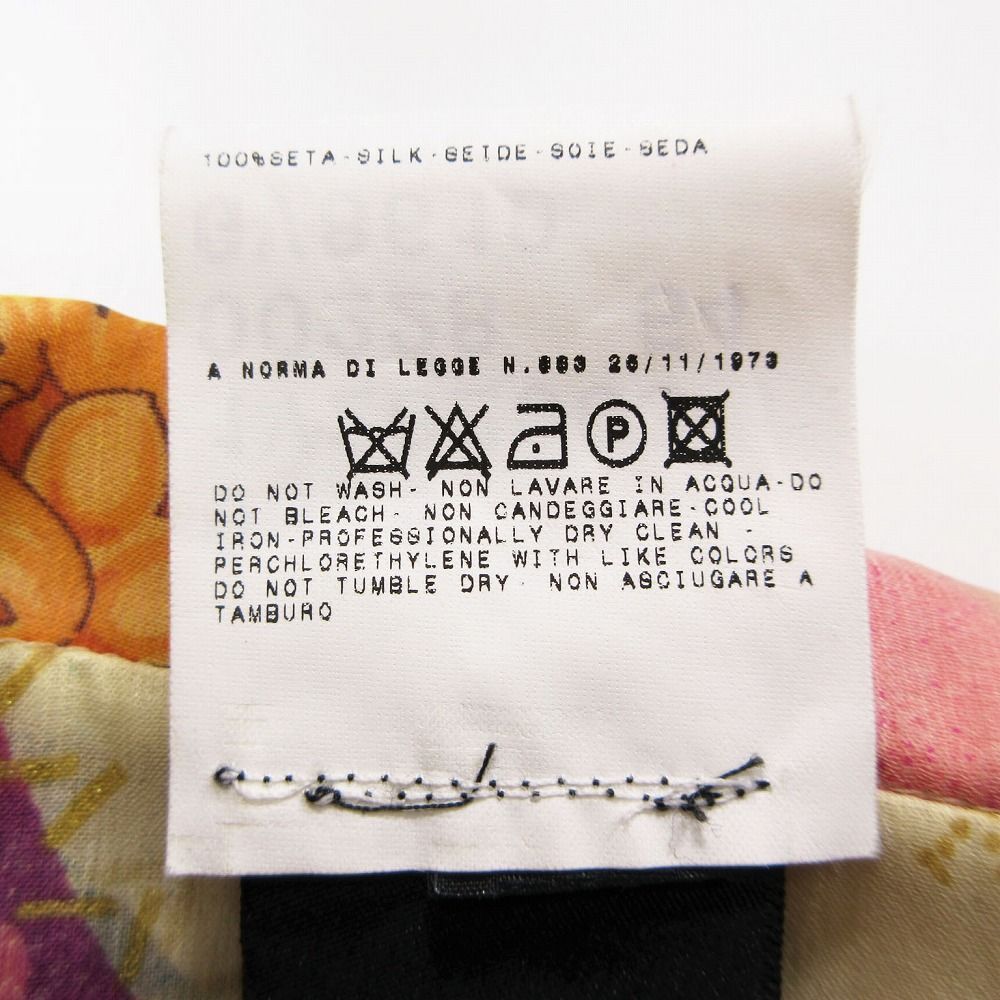 100%SETA-SILK-SEIDE-SOIE-SEDA
A NORMA DI LEGGE N.883 26/11/1973
P
DO NOT WASH- NON LAVARE IN ACQUA-DO
NOT BLEACH- NON CANDEGGIARE-COOL
IRON-PROFESSIONALLY DRY CLEAN -
PERCHLORETHYLENE WITH LIKE COLORS
DO NOT TUMBLE DRY- NON ASCIUGARE A
TAMBURO